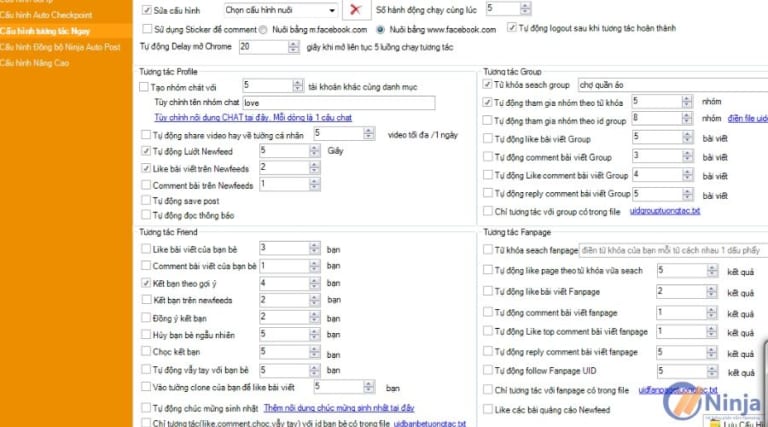 Cấu hình Auto Checkpoint
Cấu hình tương tác Ngay
Cấu hình Đồng bộ Ninja Auto Post
Cấu hình Nâng Cao
Sửa cấu hình
Chọn cấu hình nuôi
Số hành động chạy cùng lúc
5
Sử dụng Sticker để comment
Nuôi bằng m.facebook.com
Nuôi bằng www.facebook.com
Tự động logout sau khi tương tác hoàn thành
Tự động Delay mở Chrome
20
giây khi mở liên tục 5 luồng chạy tương tác
Tương tác Profile
Tạo nhóm chát với
5
tài khoản khác cùng danh mục
Tùy chỉnh tên nhóm chat
love
Tùy chỉnh nội dung CHAT tại đây. Mỗi dòng là 1 câu chat
Tự động share video hay về tường cá nhân
5
video tối đa /1 ngày
Tự động Lướt Newfeed
5
Giây
Like bài viết trên Newfeeds
2
Comment bài trên Newfeeds
1
Tự động save post
Tự động đọc thông báo
Tương tác Friend
Like bài viết của bạn bè
3
bạn
Comment bài viết của bạn bè
1
bạn
Kết bạn theo gợi ý
4
bạn
Kết bạn trên newfeeds
2
bạn
Đồng ý kết bạn
2
bạn
Hủy bạn bè ngẫu nhiên
5
bạn
Chọc kết bạn
5
bạn
Tự động vẫy tay với bạn bè
5
bạn
Vào tường clone của bạn để like bài viết
5
bạn
Tự động chúc mừng sinh nhật
Thêm nội dung chúc mừng sinh nhật tại đây
Chỉ tương tác(like,comment,chọc,vẫy tay) với id bạn bè có trong file
uidbanbetuongtac.txt
Tương tác Group
Từ khóa seach group
chợ quần áo
Tự động tham gia nhóm theo từ khóa
5
nhóm
Tự động tham gia nhóm theo id group
8
nhóm
điền file uid
Tự động like bài viết Group
5
bài viết
Tự động comment bài viết Group
3
bài viết
Tự động Like comment bài viết Group
4
bài viết
Tự động reply comment bài viết Group
5
bài viết
Chỉ tương tác với group có trong file
uidgrouptuongtac.txt
Tương tác Fanpage
Từ khóa seach fanpage
điền từ khóa của bạn mỗi từ cách nhau 1 dấu phẩy
Tự động like page theo từ khóa vừa seach
5
kết quả
Tự động like bài viết Fanpage
2
kết quả
Tự động comment bài viết fanpage
1
kết quả
Tự động Like top comment bài viết fanpage
1
kết quả
Tự động reply comment bài viết fanpage
5
kết quả
Tự động follow Fanpage UID
5
kết quả
Chỉ tương tác với fanpage có trong file
uidfanpagetuongtac.txt
Like các bài quảng cáo Newfeed
Ninja
Lưu Cấu Hì